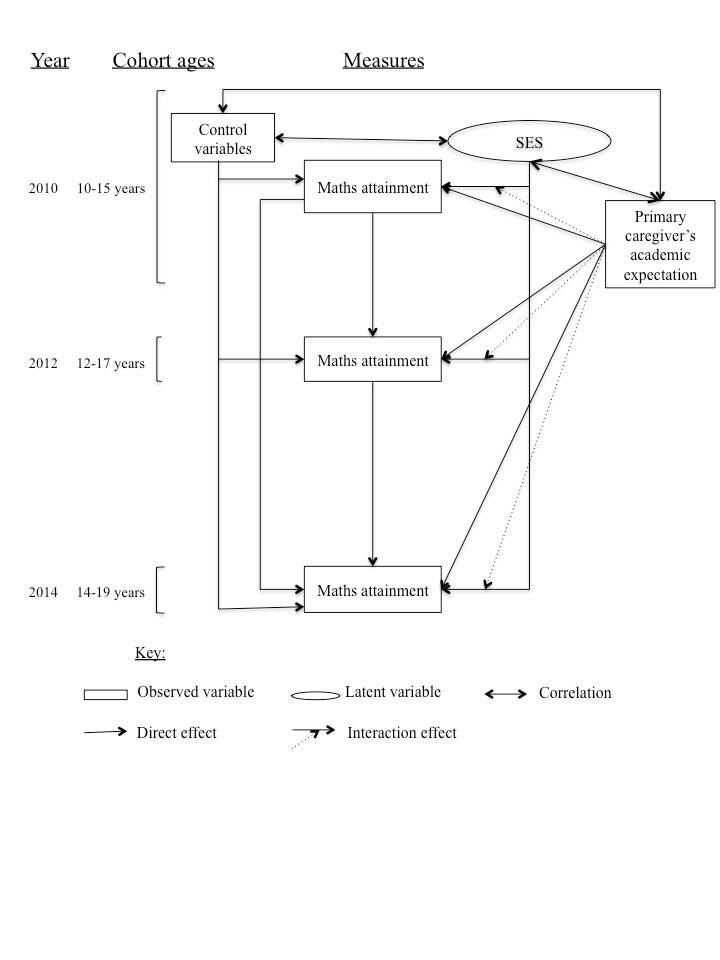 Year Cohort ages Measures
Control
variables
SES
2010 10-15 years
Maths attainment
Primary
caregiver’s
academic
expectation
2012 12-17 years
Maths attainment
2014 14-19 years
Maths attainment
Key:
Observed variable
Latent variable
Correlation
Direct effect
Interaction effect